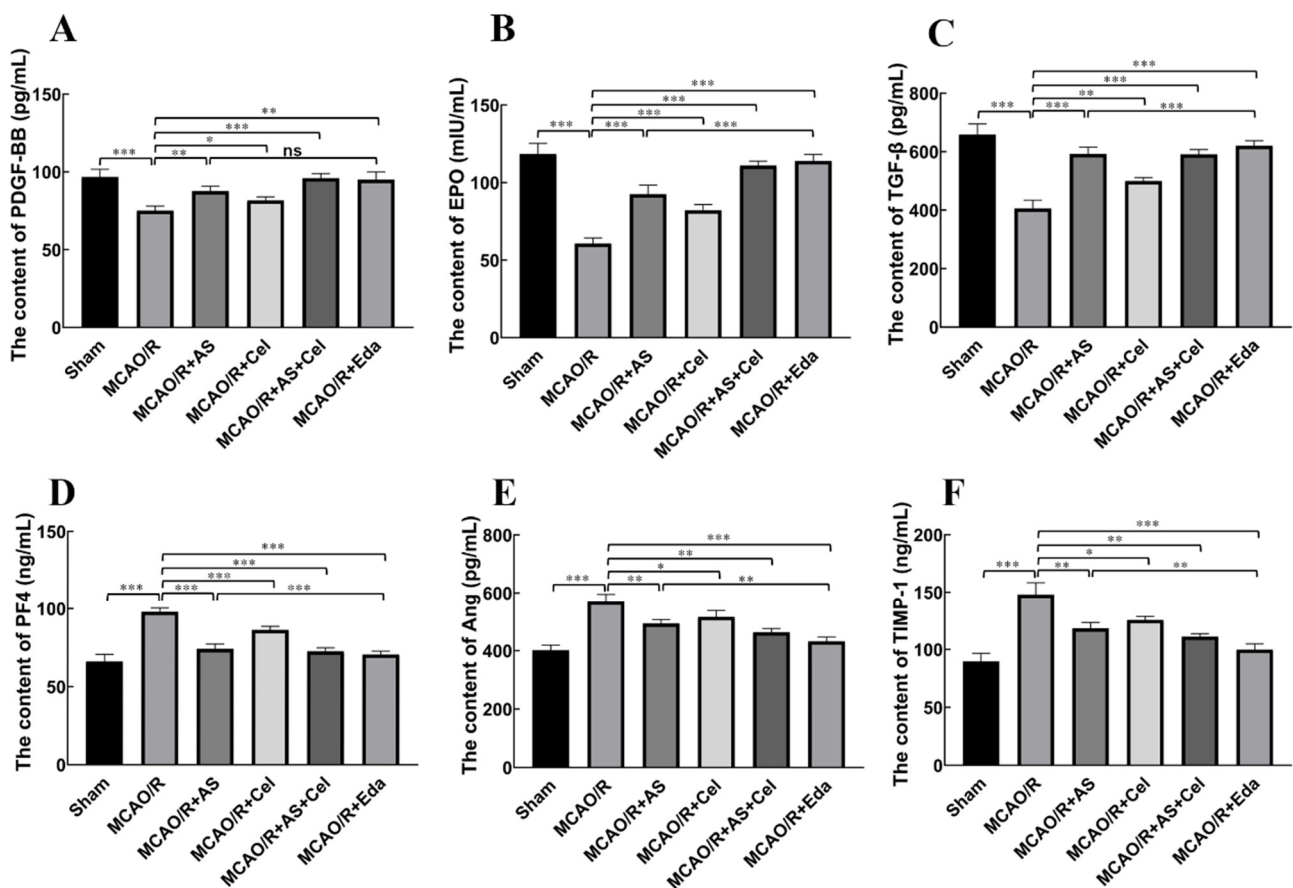 A
The content of PDGF-BB (pg/mL)
150
100
50
0
**
***
*
*** ** ns
Sham
MCAO/R
MCAO/R+AS
MCAO/R+Cel
MCAO/R+AS+Cel
MCAO/R+Eda
B
The content of EPO (mIU/mL)
150
100
50
0
***
***
***
*** *** ***
Sham
MCAO/R
MCAO/R+AS
MCAO/R+Cel
MCAO/R+AS+Cel
MCAO/R+Eda
C
The content of TGF-β (pg/mL)
800
600
400
200
0
***
***
**
*** *** ***
Sham
MCAO/R
MCAO/R+AS
MCAO/R+Cel
MCAO/R+AS+Cel
MCAO/R+Eda
D
The content of PF4 (ng/mL)
150
100
50
0
***
***
***
*** *** ***
Sham
MCAO/R
MCAO/R+AS
MCAO/R+Cel
MCAO/R+AS+Cel
MCAO/R+Eda
E
The content of Ang (pg/mL)
800
600
400
200
0
***
**
*
*** ** **
Sham
MCAO/R
MCAO/R+AS
MCAO/R+Cel
MCAO/R+AS+Cel
MCAO/R+Eda
F
The content of TIMP-1 (ng/mL)
200
150
100
50
0
***
**
*
*** ** **
Sham
MCAO/R
MCAO/R+AS
MCAO/R+Cel
MCAO/R+AS+Cel
MCAO/R+Eda